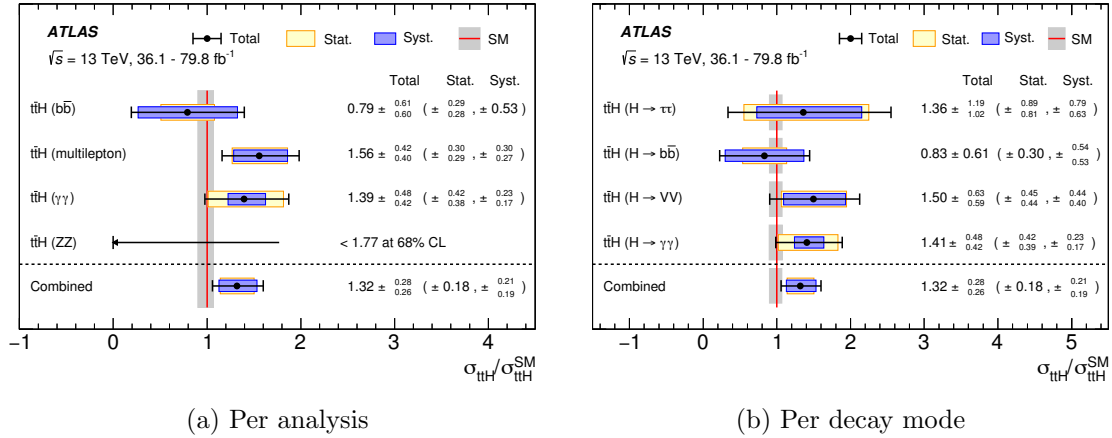 ATLAS
Total Stat. Syst. SM
√s = 13 TeV, 36.1 - 79.8 fb⁻¹
Total Stat. Syst.
tt̄H (bb̄) 0.79 ± 0.61 0.60 ( ± 0.29 0.28 , ± 0.53 )
tt̄H (multilepton) 1.56 ± 0.42 0.40 ( ± 0.30 0.29 , ± 0.30 0.27 )
tt̄H (γγ) 1.39 ± 0.48 0.42 ( ± 0.42 0.38 , ± 0.23 0.17 )
tt̄H (ZZ) < 1.77 at 68% CL
Combined 1.32 ± 0.28 0.26 ( ± 0.18 , ± 0.21 0.19 )
−1 0 1 2 3 4
σttH/σSMttH
(a) Per analysis
ATLAS
Total Stat. Syst. SM
√s = 13 TeV, 36.1 - 79.8 fb⁻¹
Total Stat. Syst.
tt̄H (H → ττ) 1.36 ± 1.19 1.02 ( ± 0.89 0.81 , ± 0.79 0.63 )
tt̄H (H → bb̄) 0.83 ± 0.61 ( ± 0.30 , ± 0.54 0.53 )
tt̄H (H → VV) 1.50 ± 0.63 0.59 ( ± 0.45 0.44 , ± 0.44 0.40 )
tt̄H (H → γγ) 1.41 ± 0.48 0.42 ( ± 0.42 0.39 , ± 0.23 0.17 )
Combined 1.32 ± 0.28 0.26 ( ± 0.18 , ± 0.21 0.19 )
−1 0 1 2 3 4 5
σttH/σSMttH
(b) Per decay mode